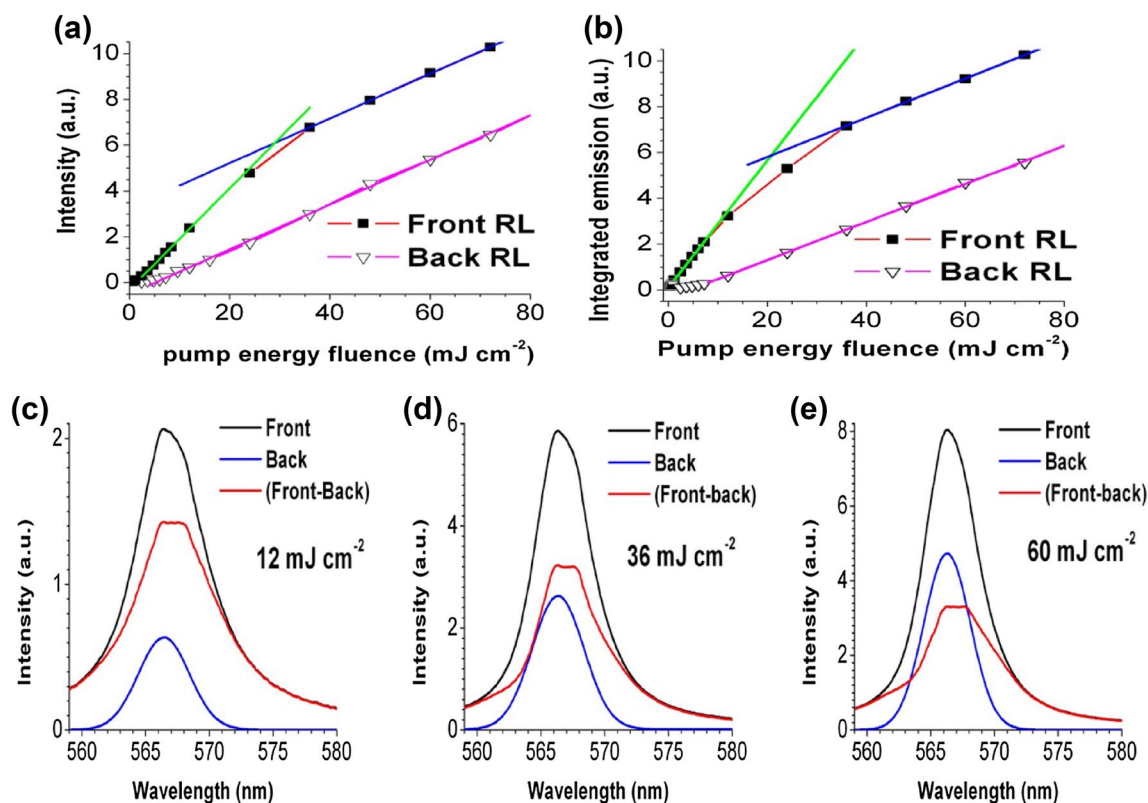 (a)
Intensity (a.u.)
10
8
6
4
2
0
0 20 40 60 80
pump energy fluence (mJ cm-2)
Front RL
Back RL
(b)
Integrated emission (a.u.)
10
8
6
4
2
0
0 20 40 60 80
Pump energy fluence (mJ cm-2)
Front RL
Back RL
(c)
Intensity (a.u.)
2
1
0
560 565 570 575 580
Wavelength (nm)
Front
Back
(Front-Back)
12 mJ cm-2
(d)
Intensity (a.u.)
6
4
2
0
560 565 570 575 580
Wavelength (nm)
Front
Back
(Front-back)
36 mJ cm-2
(e)
Intensity (a.u.)
8
6
4
2
0
560 565 570 575 580
Wavelength (nm)
Front
Back
(Front-back)
60 mJ cm-2